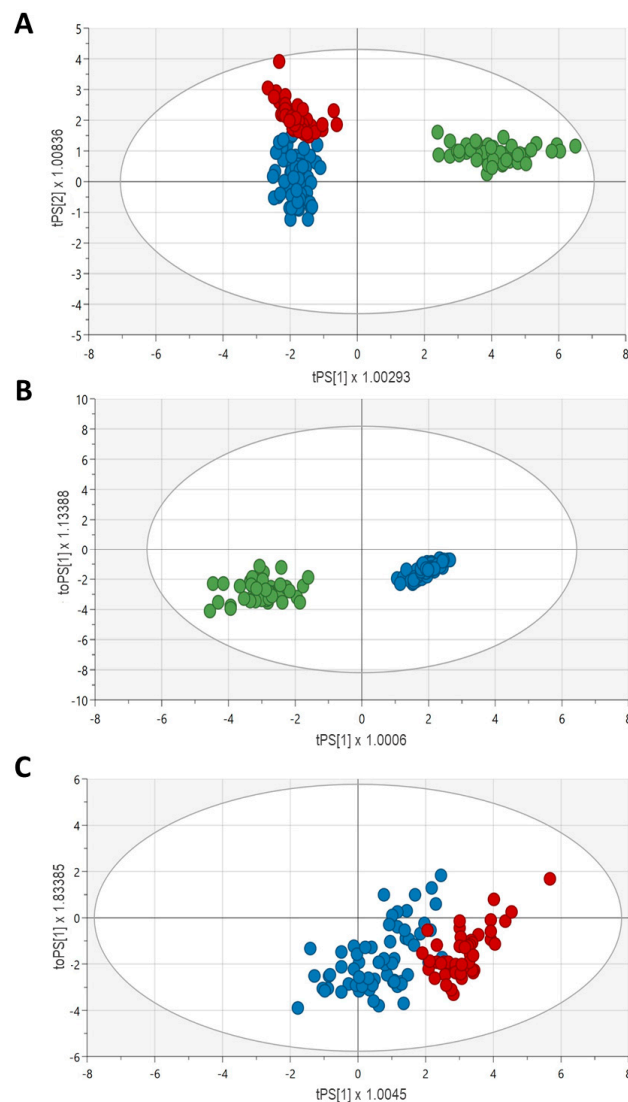 A
5
4
3
2
1
0
-1
-2
-3
-4
-5
tPS[2] x 1.00836
-8 -6 -4 -2 0 2 4 6 8
tPS[1] x 1.00293
B
10
8
6
4
2
0
-2
-4
-6
-8
-10
toPS[1] x 1.13388
-8 -6 -4 -2 0 2 4 6 8
tPS[1] x 1.0006
C
6
4
2
0
-2
-4
-6
toPS[1] x 1.83385
-8 -6 -4 -2 0 2 4 6 8
tPS[1] x 1.0045